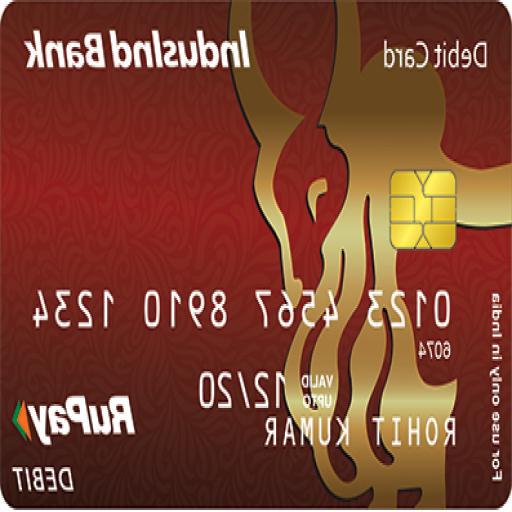 IndusInd Bank
Debit Card
0123 4567 8910 1234
6074
VALID
UPTO
12/20
ROHIT KUMAR
For use only in India
RuPay
DEBIT